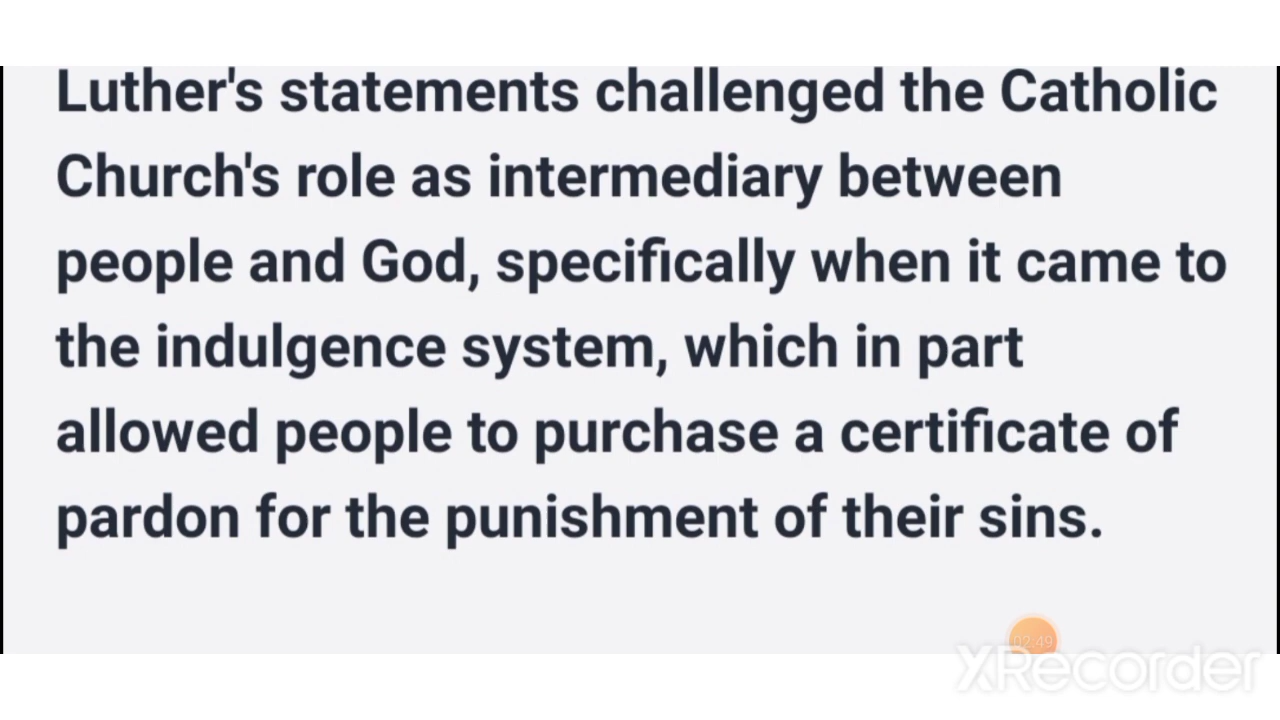 Luther's statements challenged the Catholic
Church's role as intermediary between
people and God, specifically when it came to
the indulgence system, which in part
allowed people to purchase a certificate of
pardon for the punishment of their sins.
02:49
XRecorder